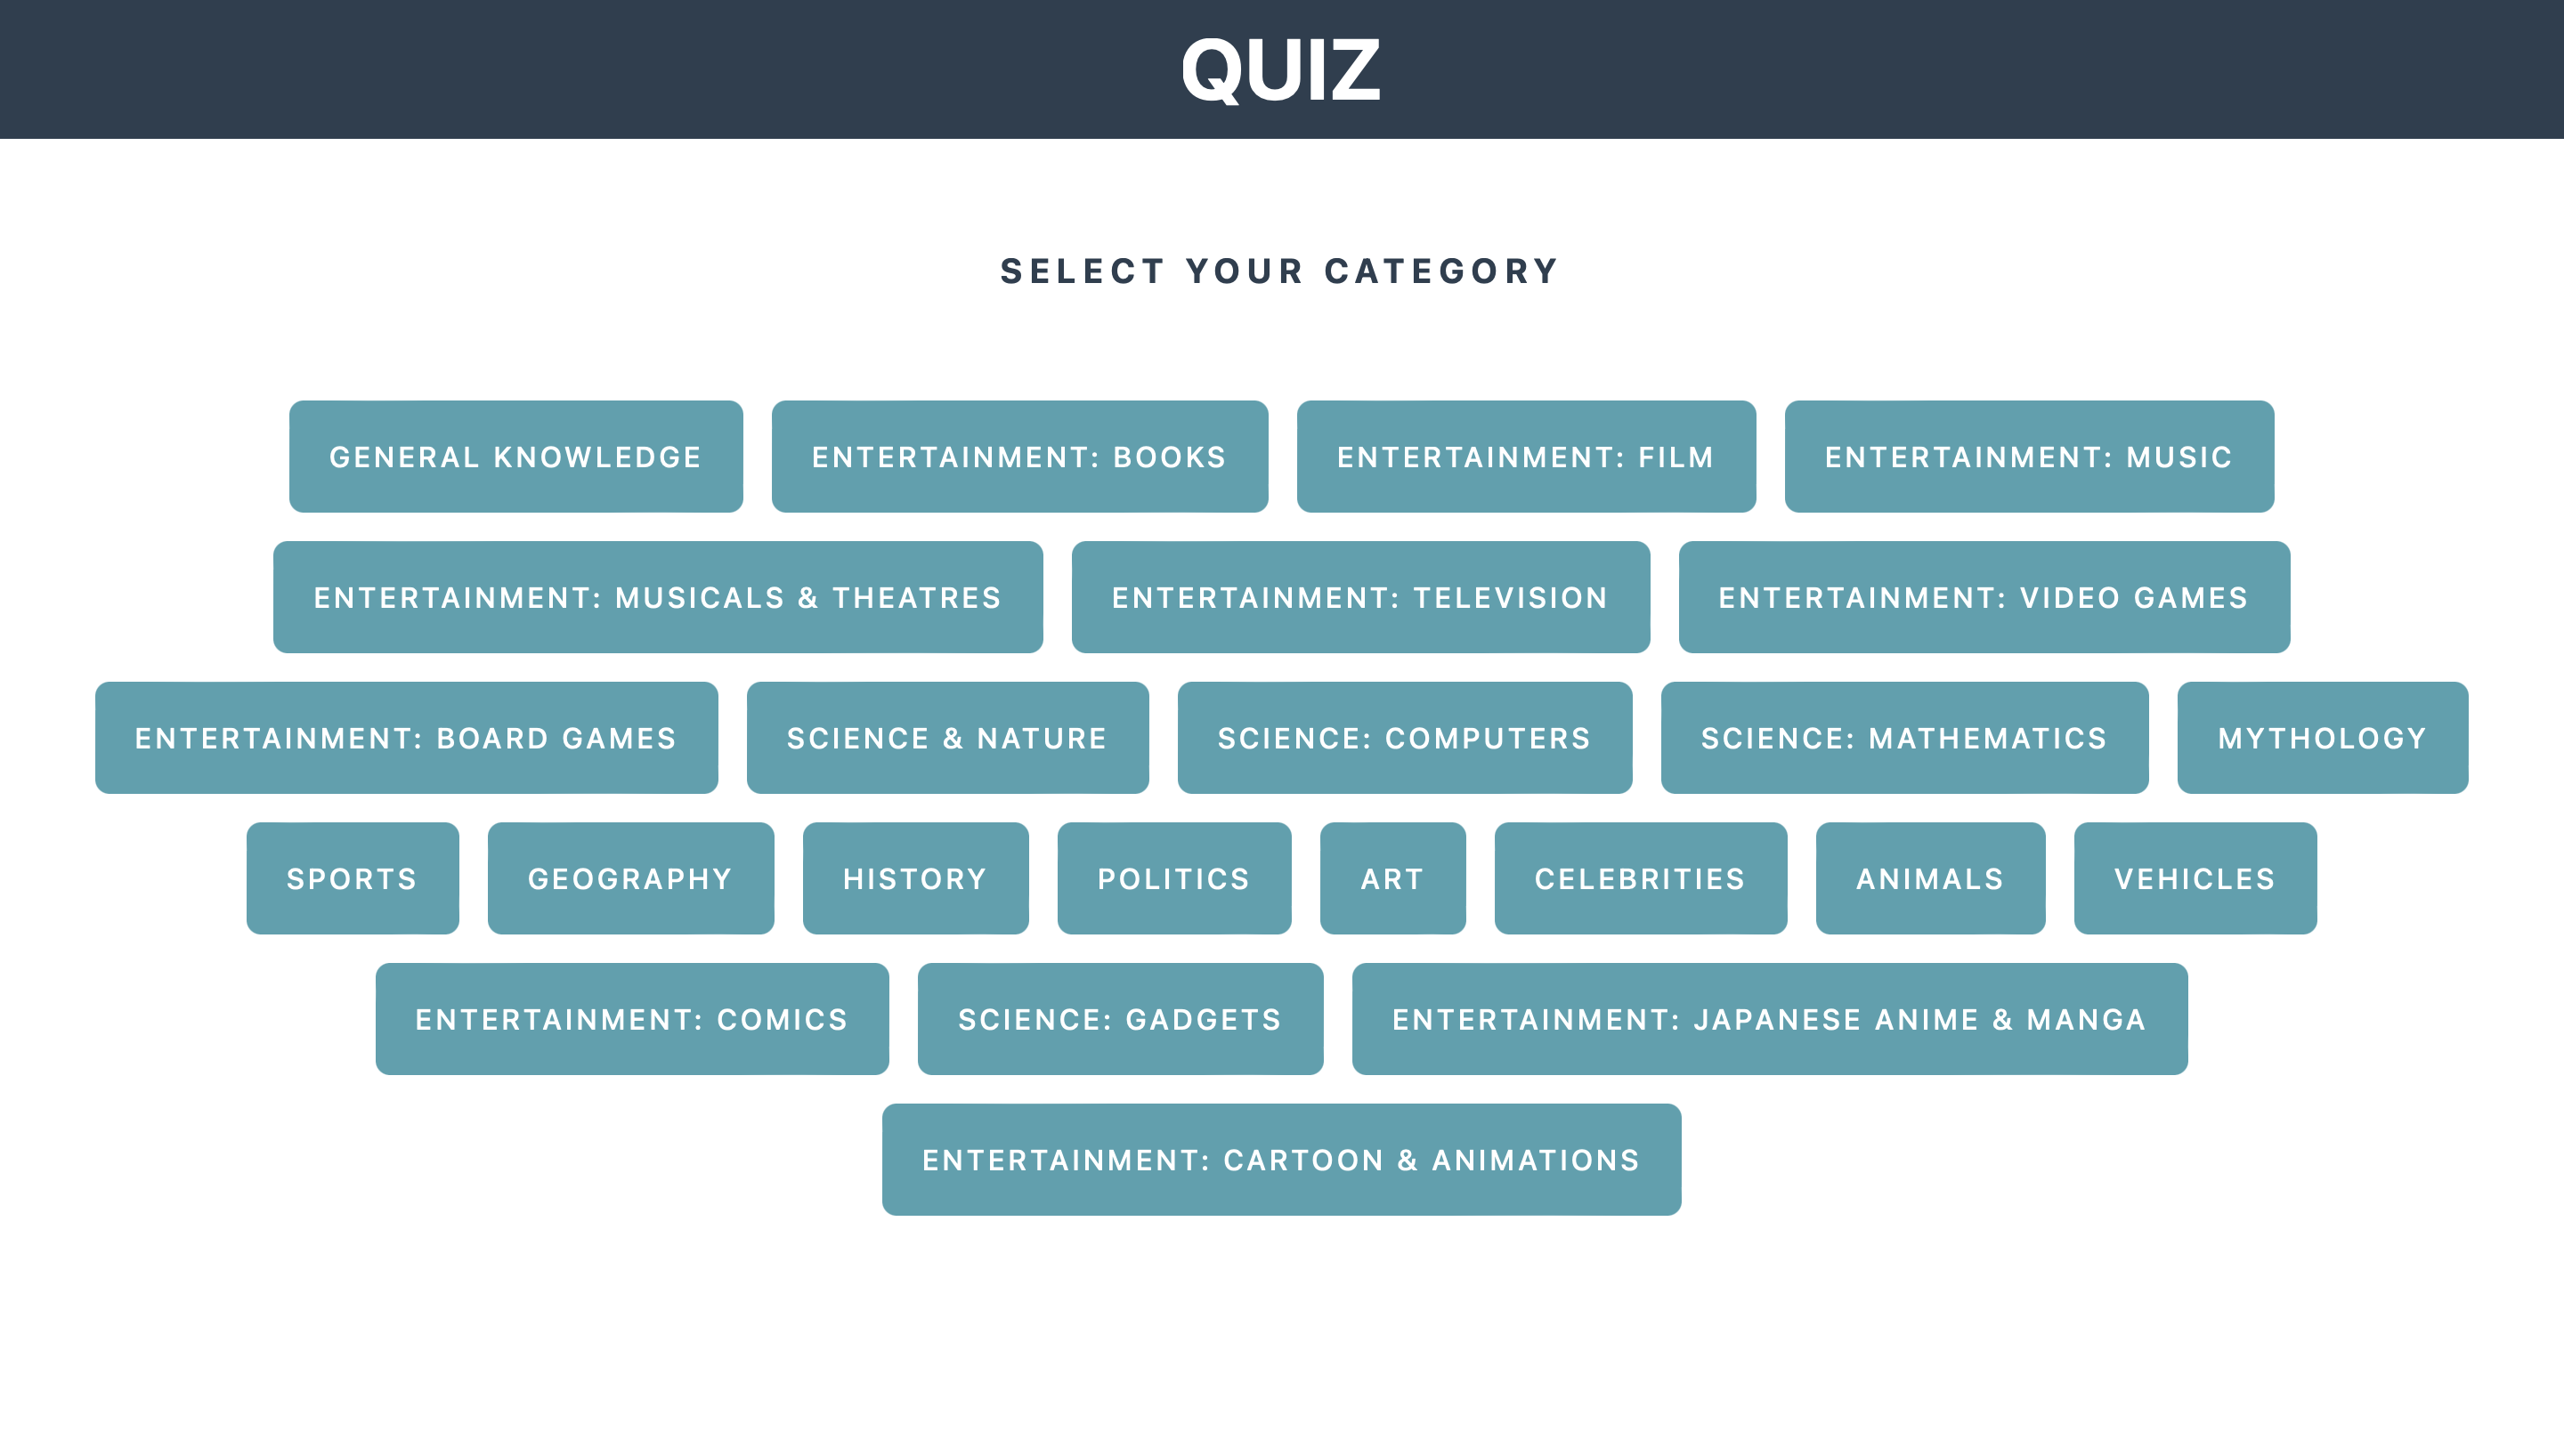 QUIZ
SELECT YOUR CATEGORY
GENERAL KNOWLEDGE
ENTERTAINMENT: BOOKS
ENTERTAINMENT: FILM
ENTERTAINMENT: MUSIC
ENTERTAINMENT: MUSICALS & THEATRES
ENTERTAINMENT: TELEVISION
ENTERTAINMENT: VIDEO GAMES
ENTERTAINMENT: BOARD GAMES
SCIENCE & NATURE
SCIENCE: COMPUTERS
SCIENCE: MATHEMATICS
MYTHOLOGY
SPORTS
GEOGRAPHY
HISTORY
POLITICS
ART
CELEBRITIES
ANIMALS
VEHICLES
ENTERTAINMENT: COMICS
SCIENCE: GADGETS
ENTERTAINMENT: JAPANESE ANIME & MANGA
ENTERTAINMENT: CARTOON & ANIMATIONS